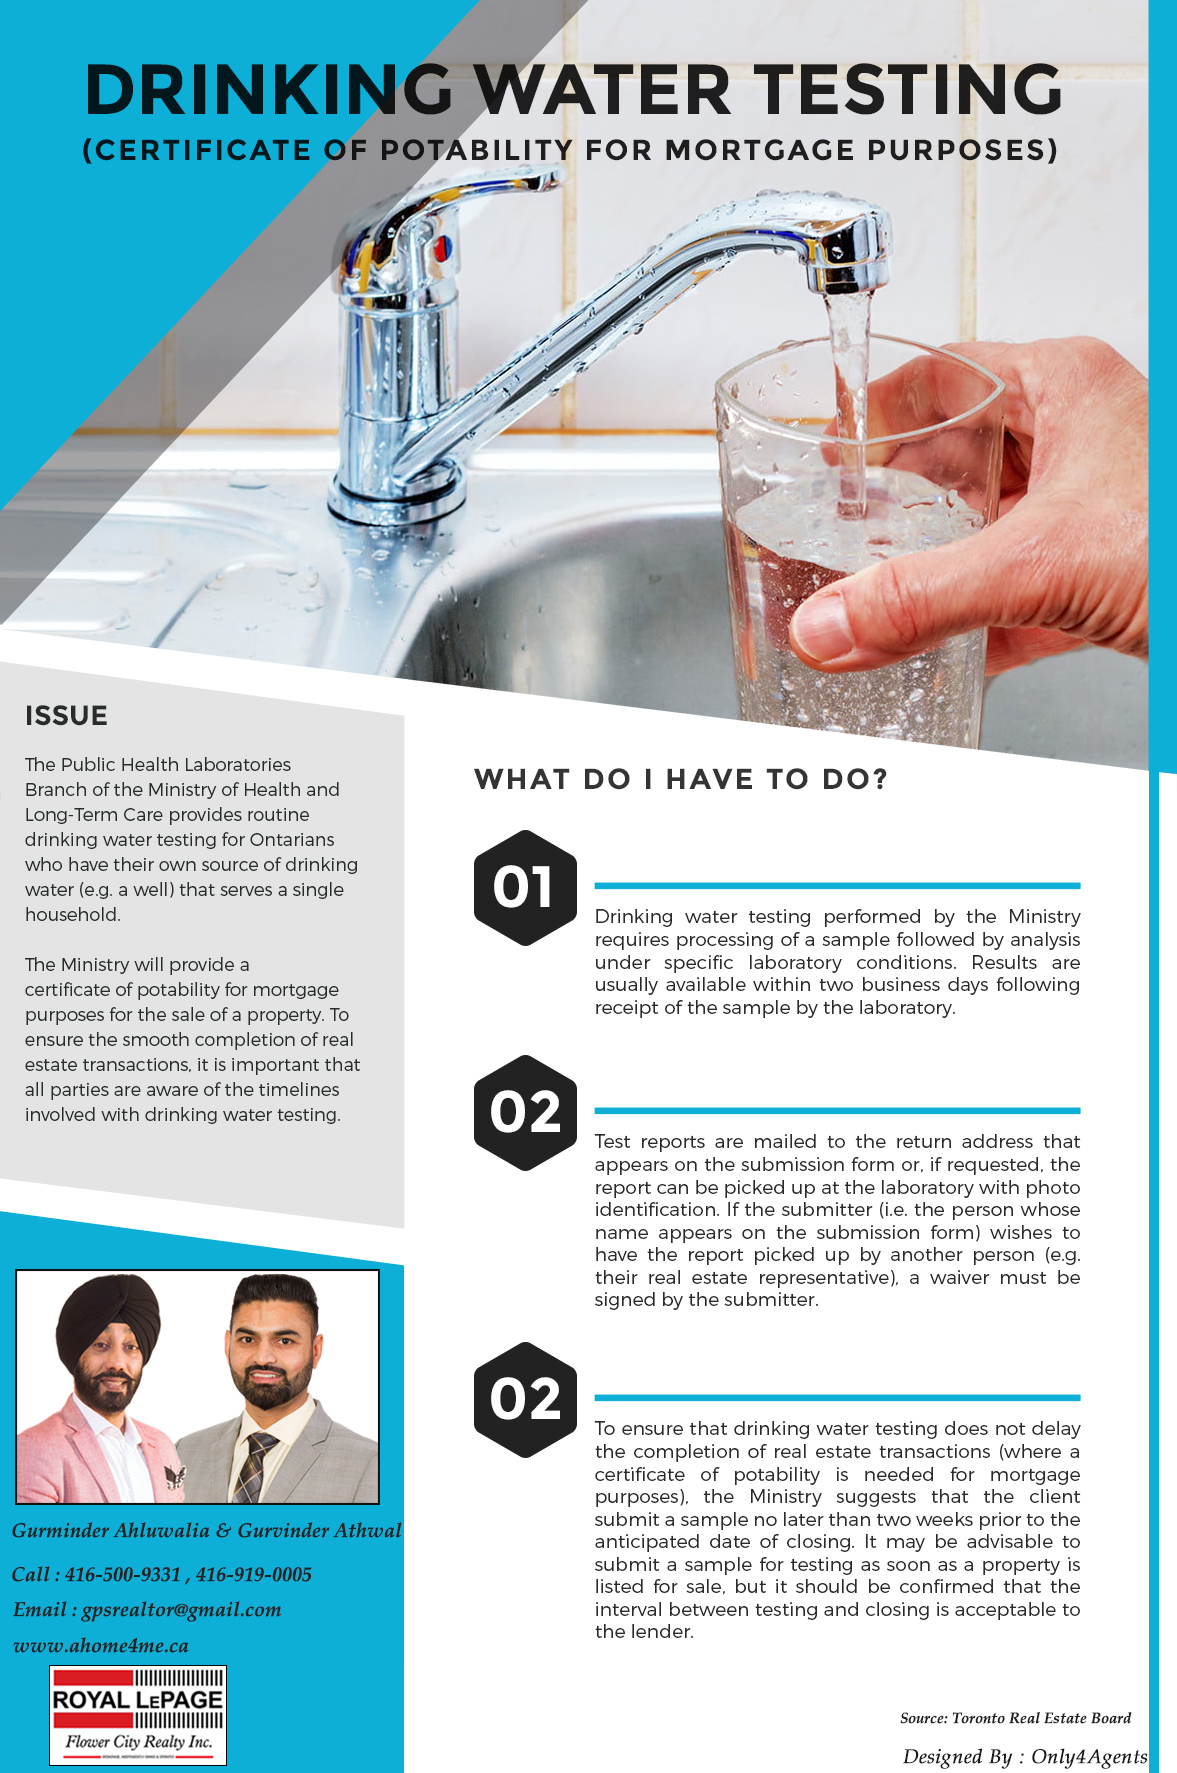 DRINKING WATER TESTING
(CERTIFICATE OF POTABILITY FOR MORTGAGE PURPOSES)
ISSUE
The Public Health Laboratories
Branch of the Ministry of Health and
Long-Term Care provides routine
drinking water testing for Ontarians
who have their own source of drinking
water (e.g. a well) that serves a single
household.
The Ministry will provide a
certificate of potability for mortgage
purposes for the sale of a property. To
ensure the smooth completion of real
estate transactions, it is important that
all parties are aware of the timelines
involved with drinking water testing.
Gurminder Ahluwalia & Gurvinder Athwal
Call : 416-500-9331 , 416-919-0005
Email : gpsrealtor@gmail.com
www.ahome4me.ca
ROYAL LEPAGE
Flower City Realty Inc.
BROKERAGE, INDEPENDENTLY OWNED & OPERATED
WHAT DO I HAVE TO DO?
01
Drinking water testing performed by the Ministry
requires processing of a sample followed by analysis
under specific laboratory conditions. Results are
usually available within two business days following
receipt of the sample by the laboratory.
02
Test reports are mailed to the return address that
appears on the submission form or, if requested, the
report can be picked up at the laboratory with photo
identification. If the submitter (i.e. the person whose
name appears on the submission form) wishes to
have the report picked up by another person (e.g.
their real estate representative), a waiver must be
signed by the submitter.
02
To ensure that drinking water testing does not delay
the completion of real estate transactions (where a
certificate of potability is needed for mortgage
purposes), the Ministry suggests that the client
submit a sample no later than two weeks prior to the
anticipated date of closing. It may be advisable to
submit a sample for testing as soon as a property is
listed for sale, but it should be confirmed that the
interval between testing and closing is acceptable to
the lender.
Source: Toronto Real Estate Board
Designed By : Only4Agents